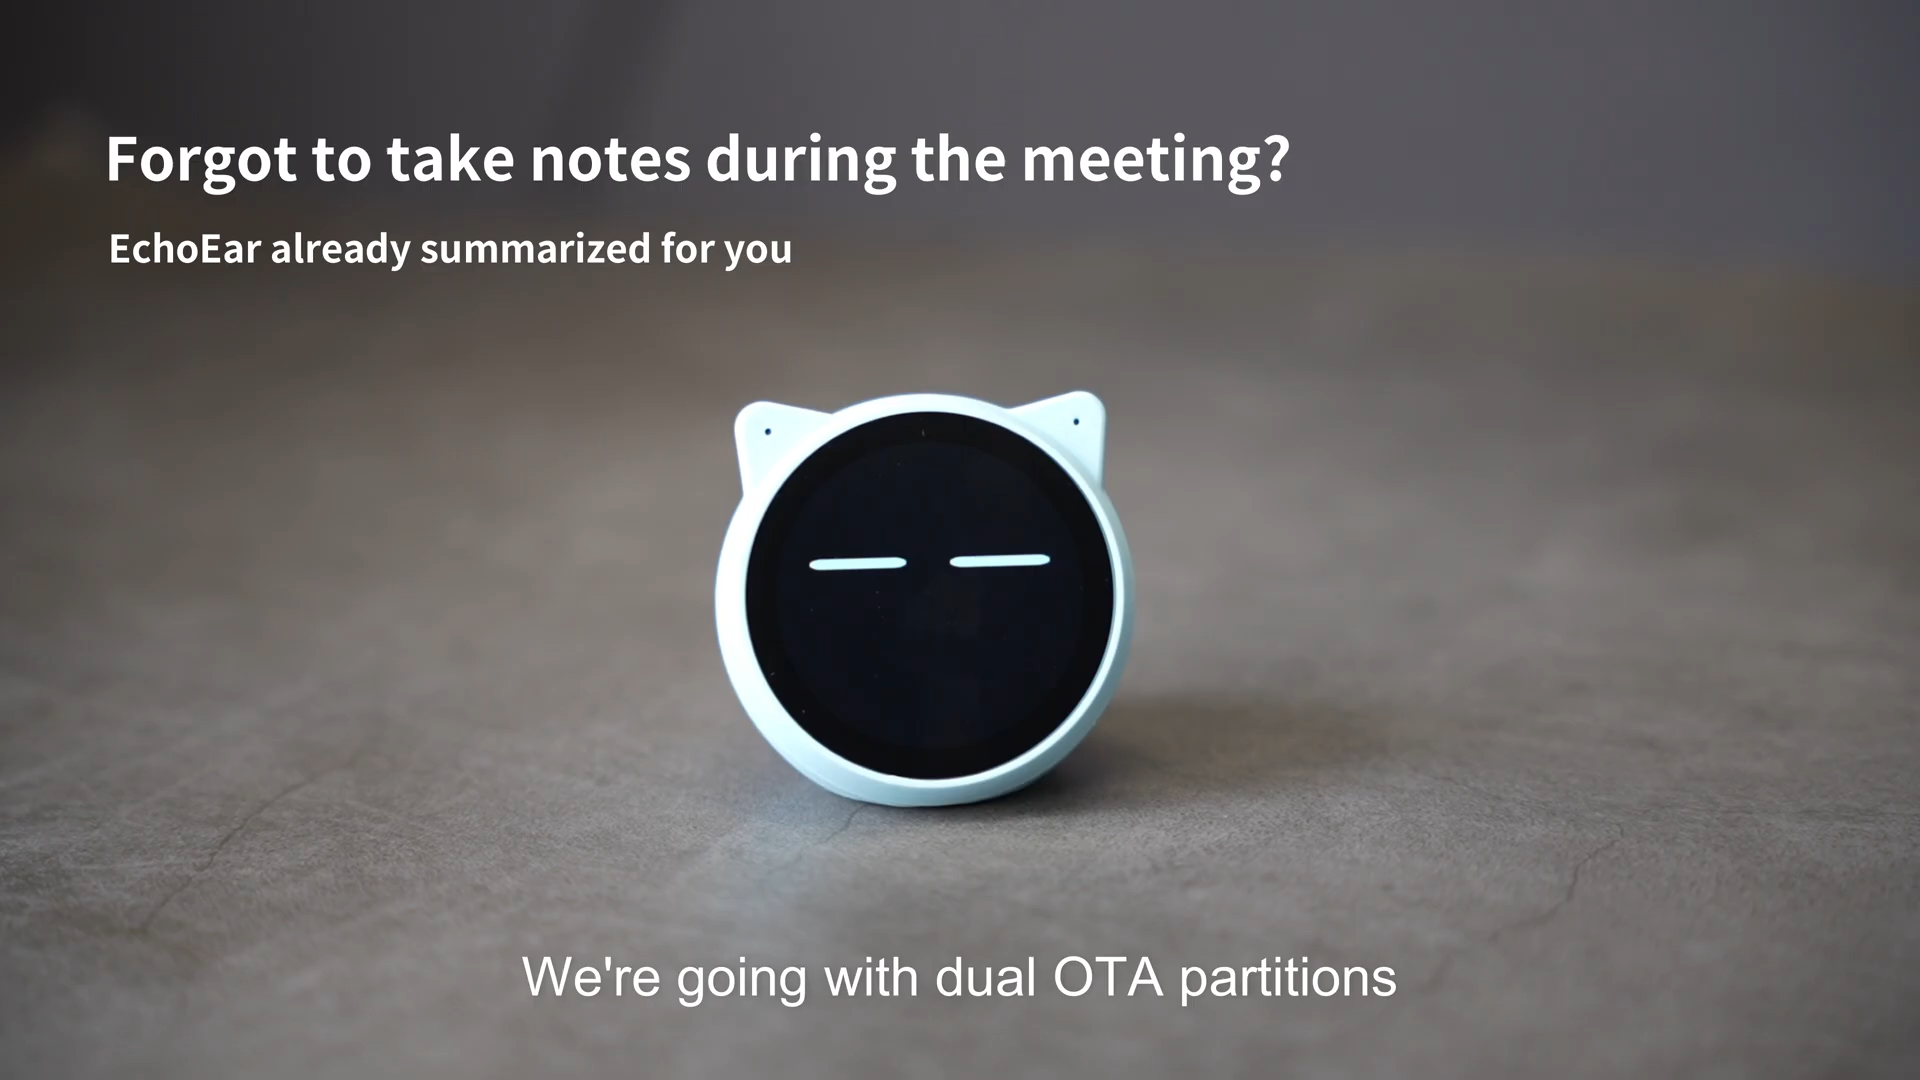 Forgot to take notes during the meeting?
EchoEar already summarized for you
We're going with dual OTA partitions